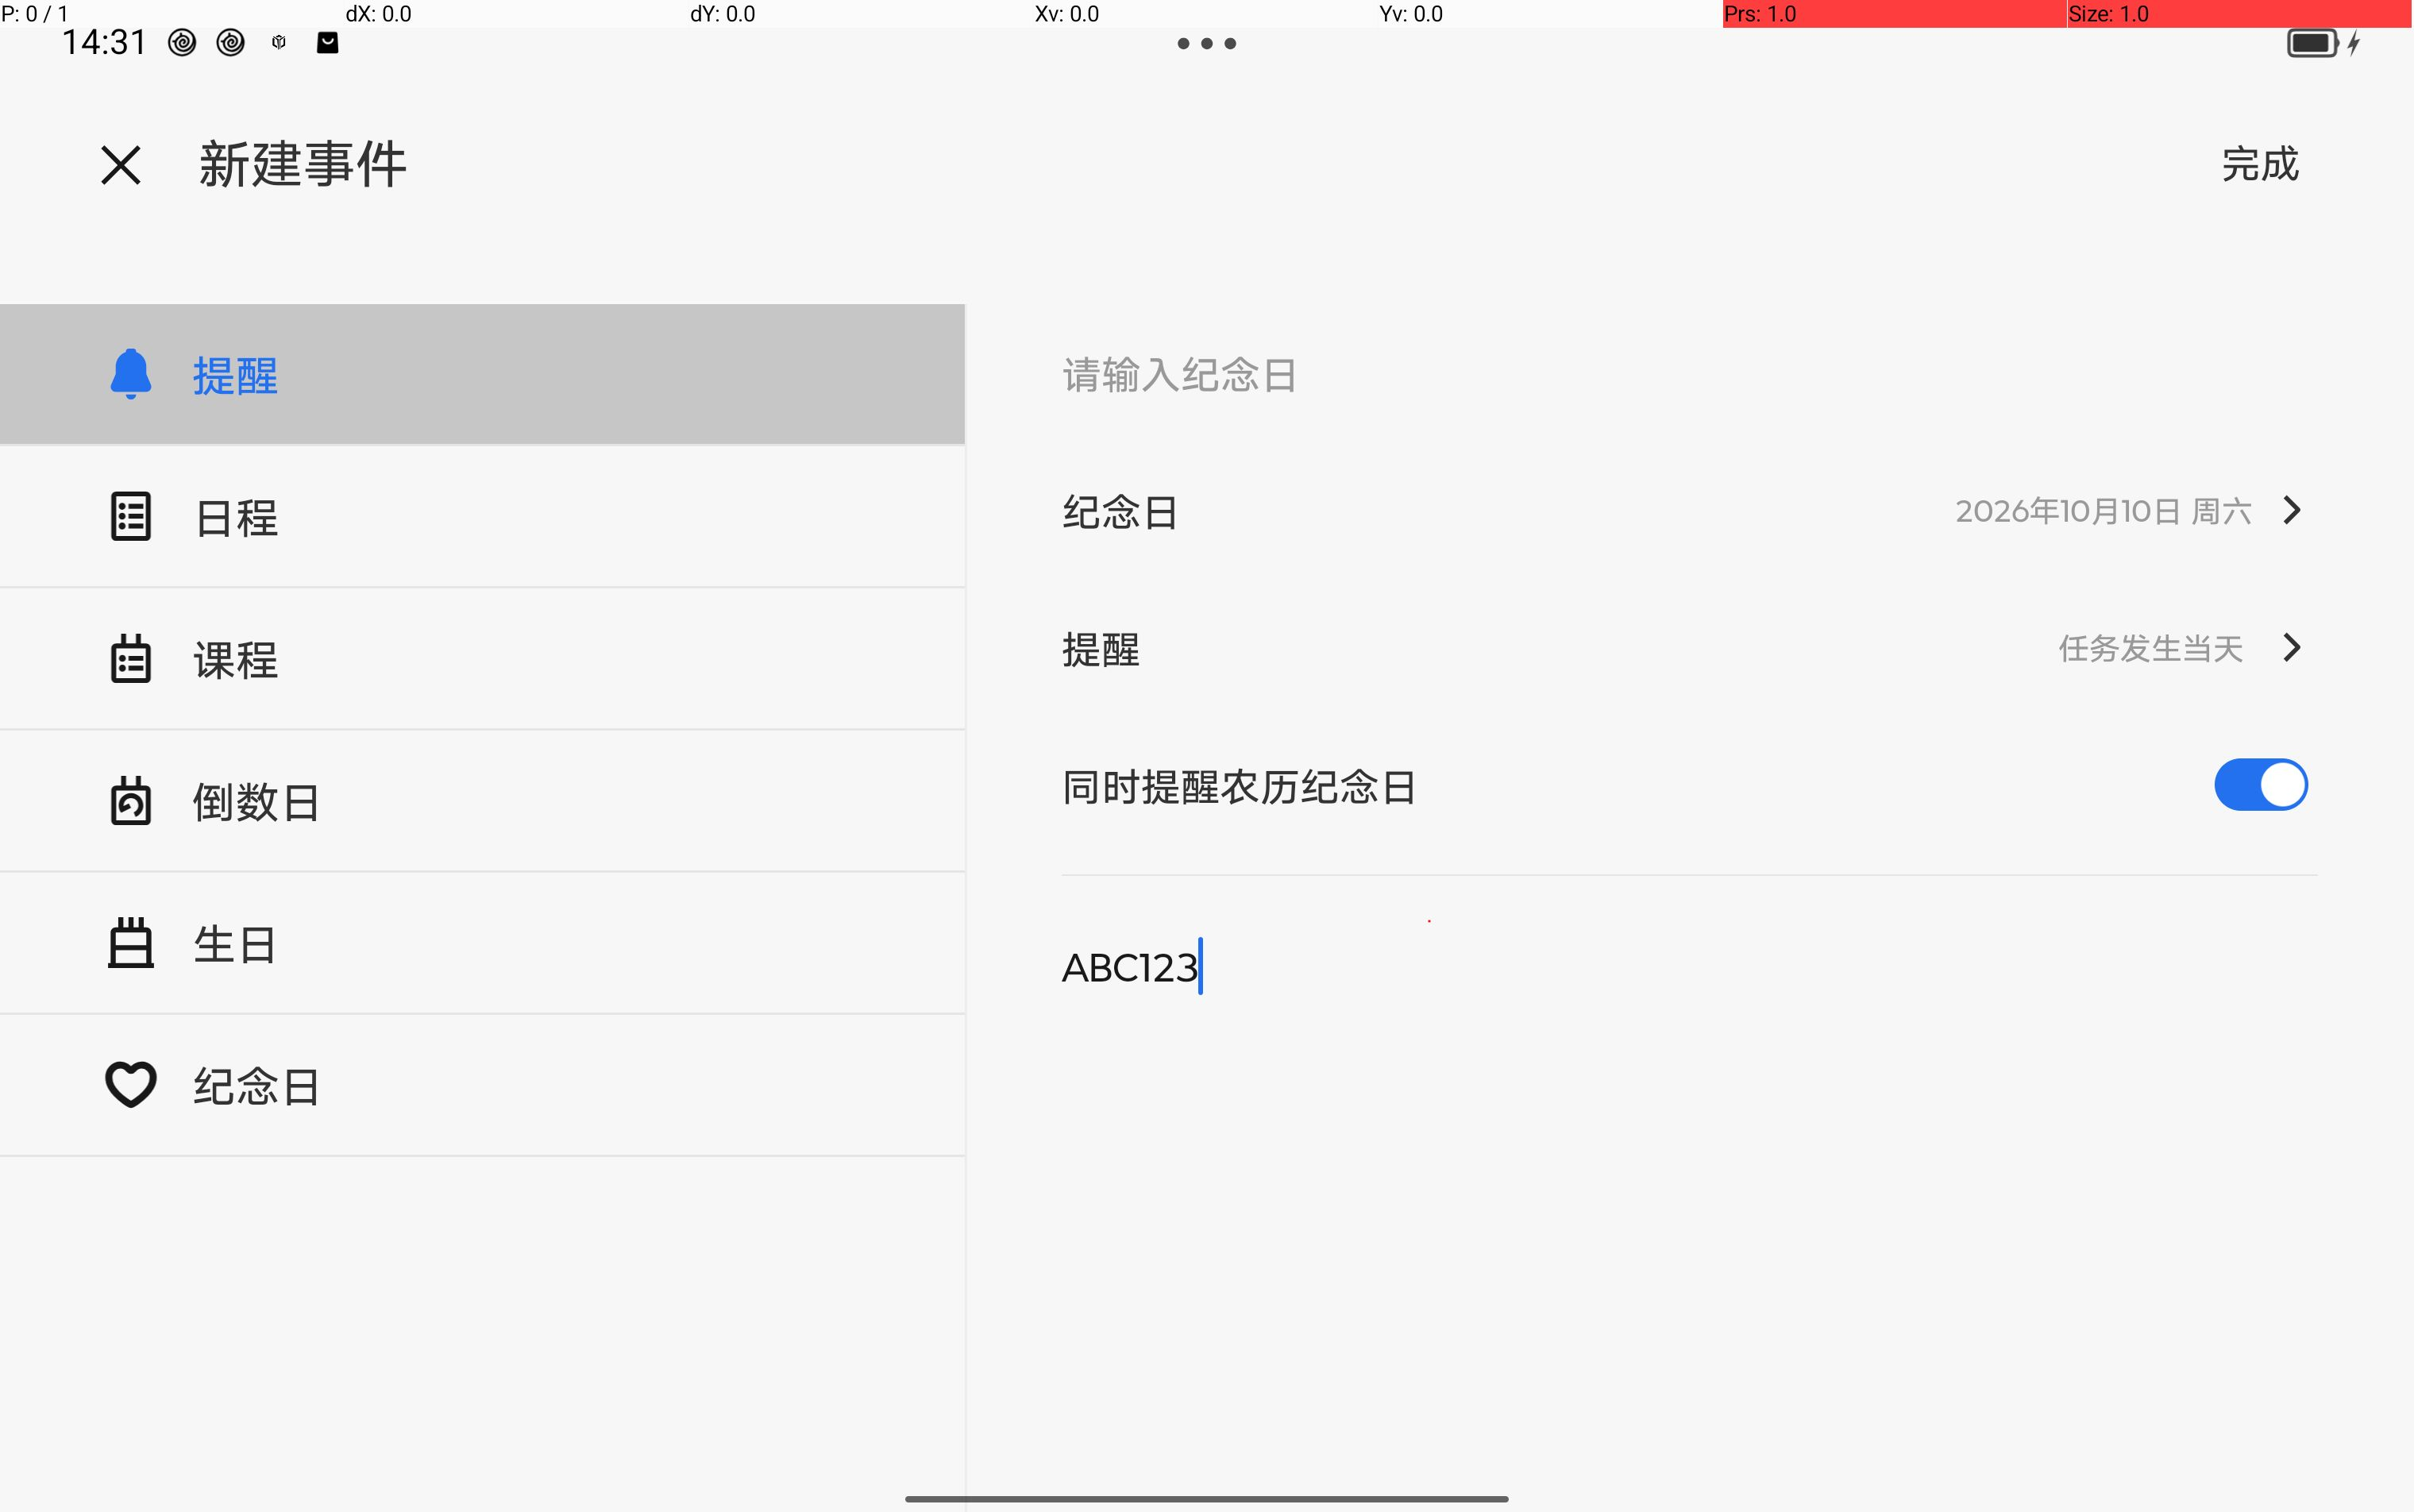 P: 0 / 1 dX: 0.0 dY: 0.0 Xv: 0.0 Yv: 0.0 Prs: 1.0 Size: 1.0
14:31
新建事件 完成
提醒
日程
课程
倒数日
生日
纪念日
请输入纪念日
纪念日 2026年10月10日 周六
提醒 任务发生当天
同时提醒农历纪念日
ABC123